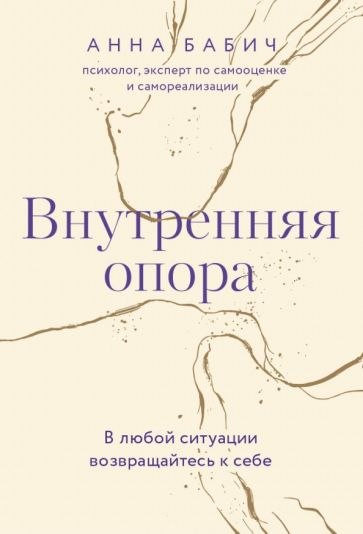 АННА БАБИЧ
психолог, эксперт по самооценке
и самореализации
Внутренняя
опора
В любой ситуации
возвращайтесь к себе